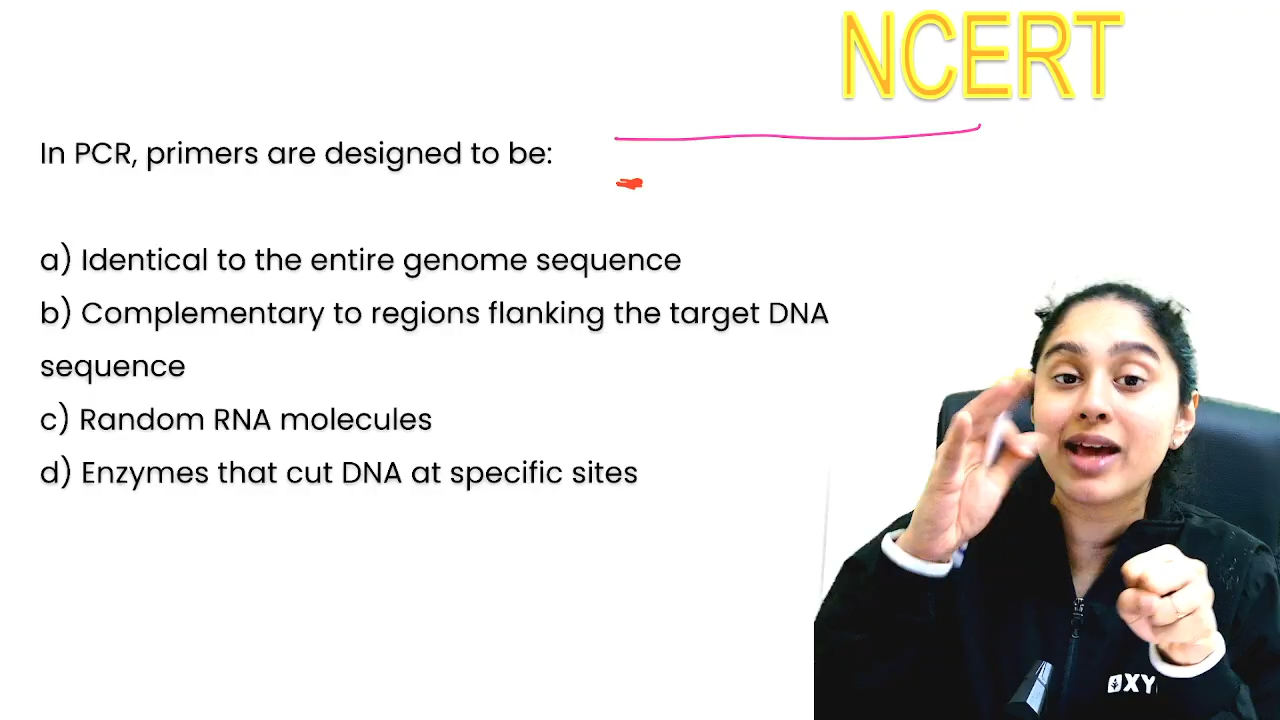 NCERT
In PCR, primers are designed to be:
a) Identical to the entire genome sequence
b) Complementary to regions flanking the target DNA
sequence
c) Random RNA molecules
d) Enzymes that cut DNA at specific sites